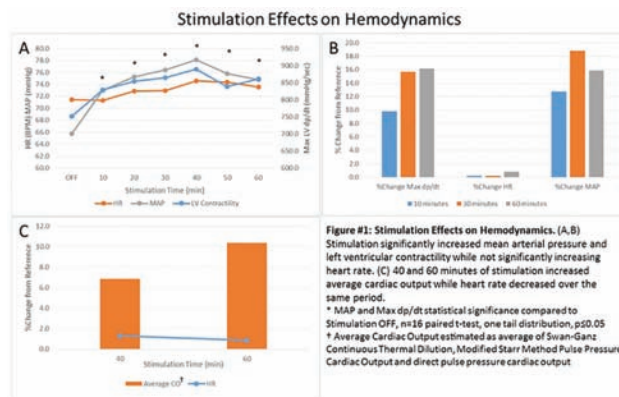 Stimulation Effects on Hemodynamics
A
80.0
78.0
76.0
74.0
72.0
70.0
68.0
66.0
64.0
62.0
60.0
HR (BPM) MAP (mmHg)
* * * * * *
950.0
900.0
850.0
800.0
750.0
700.0
650.0
600.0
Max LV dp/dt (mmHg/sec)
OFF 10 20 30 40 50 60
Stimulation Time (min)
HR MAP LV Contractility
B
20.0
18.0
16.0
14.0
12.0
10.0
8.0
6.0
4.0
2.0
0.0
% Change from Reference
%Change Max dp/dt %Change HR %Change MAP
10 minutes 30 minutes 60 minutes
C
12.0
10.0
8.0
6.0
4.0
2.0
0.0
%Change from Reference
40 60
Stimulation Time (min)
Average CO† HR
Figure #1: Stimulation Effects on Hemodynamics. (A,B)
Stimulation significantly increased mean arterial pressure and
left ventricular contractility while not significantly increasing
heart rate. (C) 40 and 60 minutes of stimulation increased
average cardiac output while heart rate decreased over the
same period.
* MAP and Max dp/dt statistical significance compared to
Stimulation OFF, n=16 paired t-test, one tail distribution, p≤0.05
† Average Cardiac Output estimated as average of Swan-Ganz
Continuous Thermal Dilution, Modified Starr Method Pulse Pressure
Cardiac Output and direct pulse pressure cardiac output